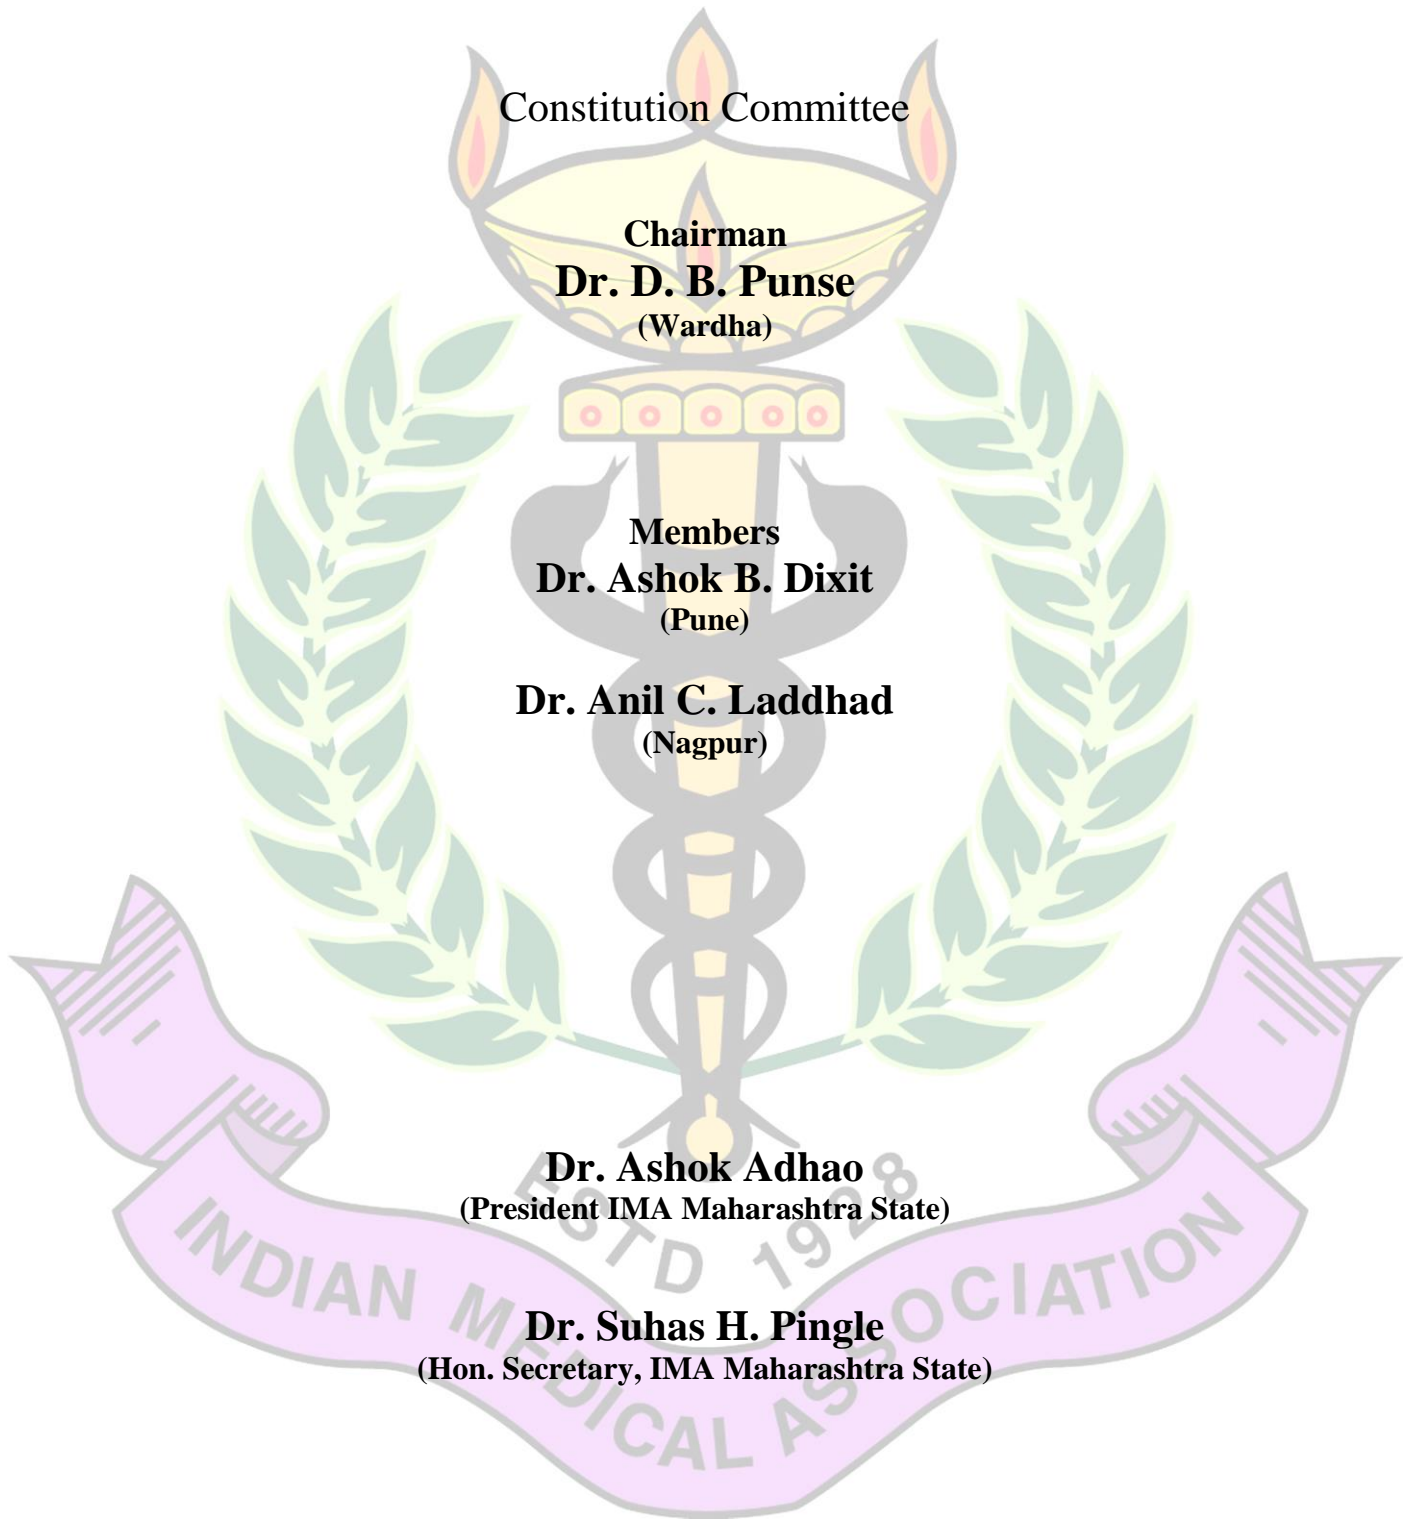 Constitution Committee
Chairman
Dr. D. B. Punse
(Wardha)
Members
Dr. Ashok B. Dixit
(Pune)
Dr. Anil C. Laddhad
(Nagpur)
Dr. Ashok Adhao
(President IMA Maharashtra State)
Dr. Suhas H. Pingle
(Hon. Secretary, IMA Maharashtra State)
ESTD 1928
INDIAN MEDICAL ASSOCIATION